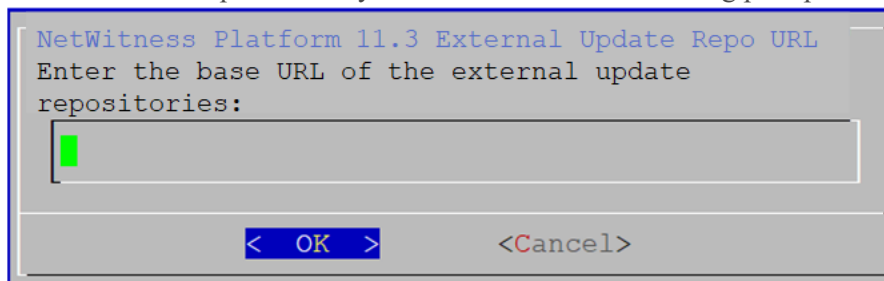 NetWitness Platform 11.3 External Update Repo URL
Enter the base URL of the external update
repositories:
< OK > <Cancel>